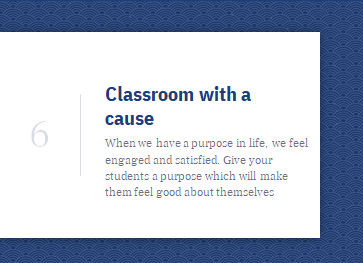 6
Classroom with a
cause
When we have a purpose in life, we feel
engaged and satisfied. Give your
students a purpose which will make
them feel good about themselves